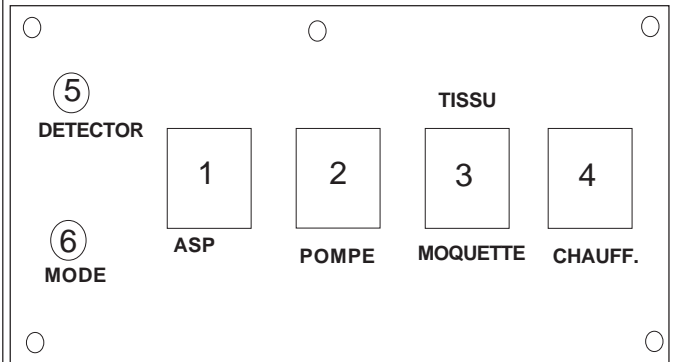 5
DETECTOR
TISSU
1
2
3
4
6
MODE
ASP
POMPE
MOQUETTE
CHAUFF.